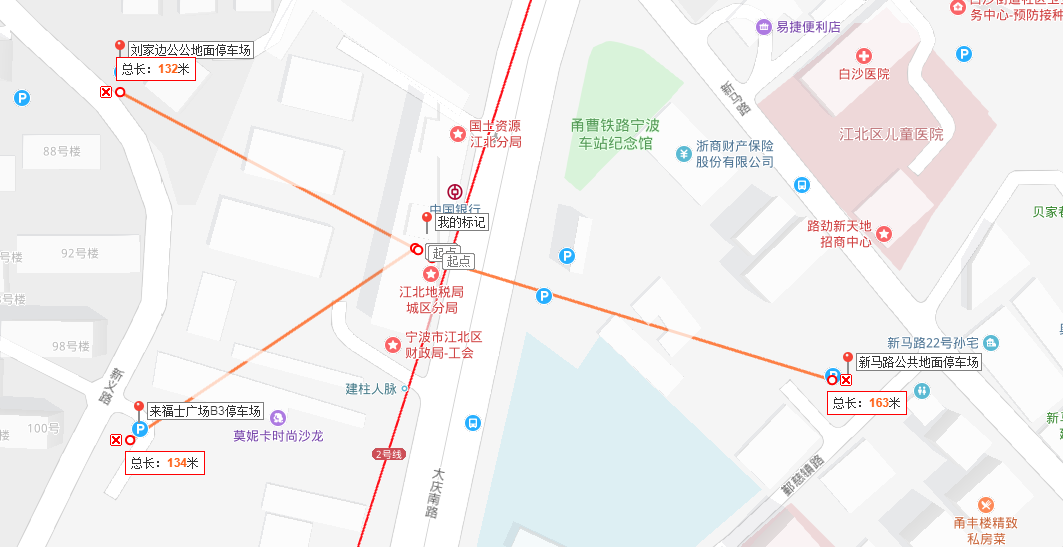 务中心-预防接种
易捷便利店
刘家边公公地面停车场
总长：132米
白沙医院
新马路
国土资源
江北分局
甬曹铁路宁波
车站纪念馆
江北区儿童医院
浙商财产保险
股份有限公司
88号楼
中国银行
我的标记
路劲新天地
招商中心
贝家巷
92号楼
号楼
起点
起点
江北地税局
城区分局
号楼
宁波市江北区
财政局-工会
98号楼
新马路22号孙宅
新马路公共地面停车场
新义路
建柱人脉
总长：163米
来福士广场B3停车场
100号
莫妮卡时尚沙龙
新马
总长：134米
2号线
大庆南路
鄞慈镇路
甬丰楼精致
私房菜